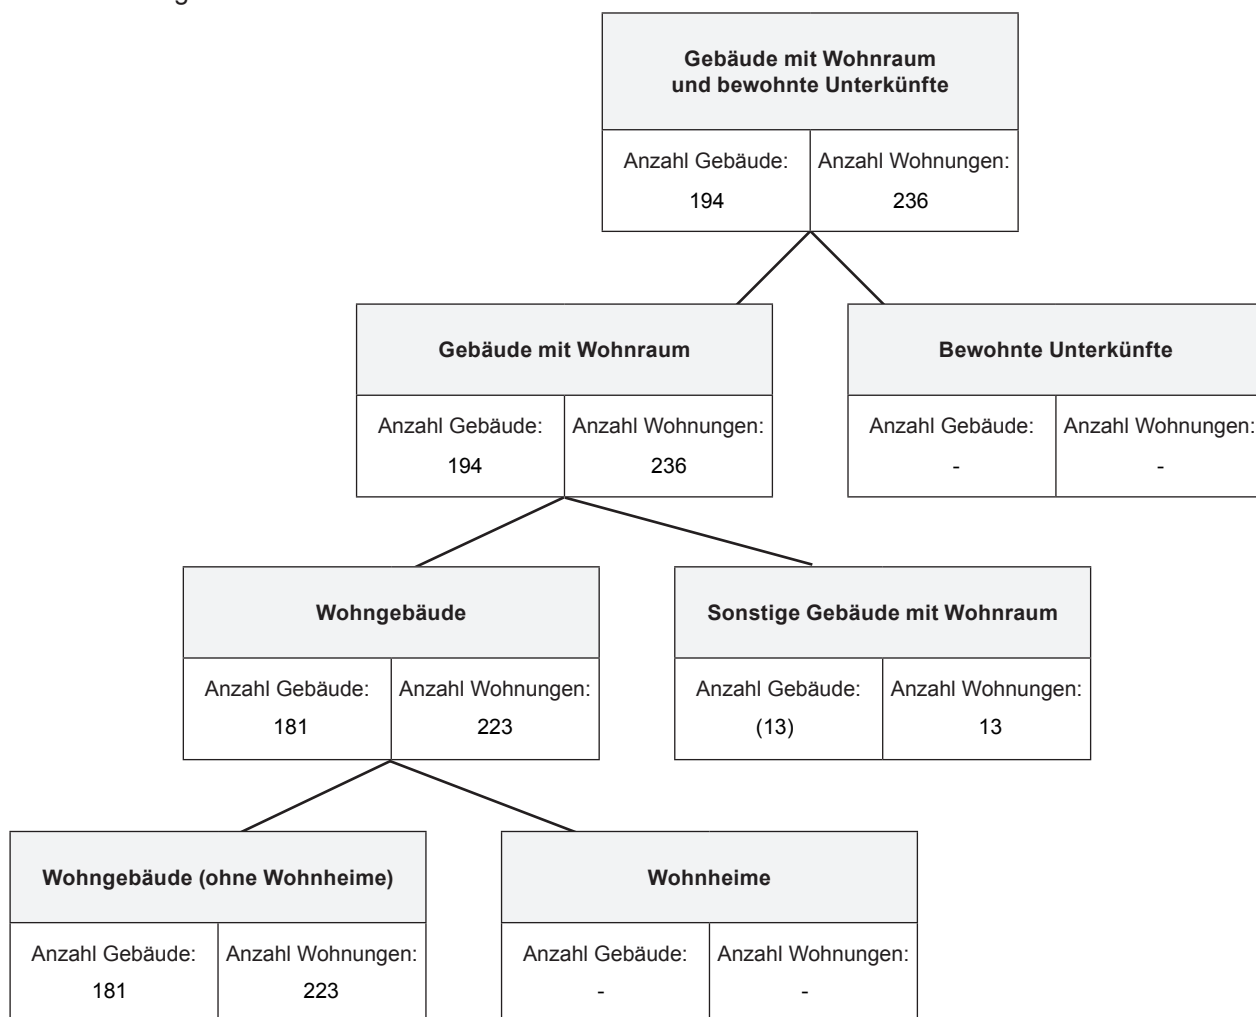 Gebäude mit Wohnraum
und bewohnte Unterkünfte
Anzahl Gebäude: Anzahl Wohnungen:
194 236
Gebäude mit Wohnraum
Bewohnte Unterkünfte
Anzahl Gebäude: Anzahl Wohnungen:
194 236
Anzahl Gebäude: Anzahl Wohnungen:
- -
Wohngebäude
Sonstige Gebäude mit Wohnraum
Anzahl Gebäude: Anzahl Wohnungen:
181 223
Anzahl Gebäude: Anzahl Wohnungen:
(13) 13
Wohngebäude (ohne Wohnheime)
Wohnheime
Anzahl Gebäude: Anzahl Wohnungen:
181 223
Anzahl Gebäude: Anzahl Wohnungen:
- -